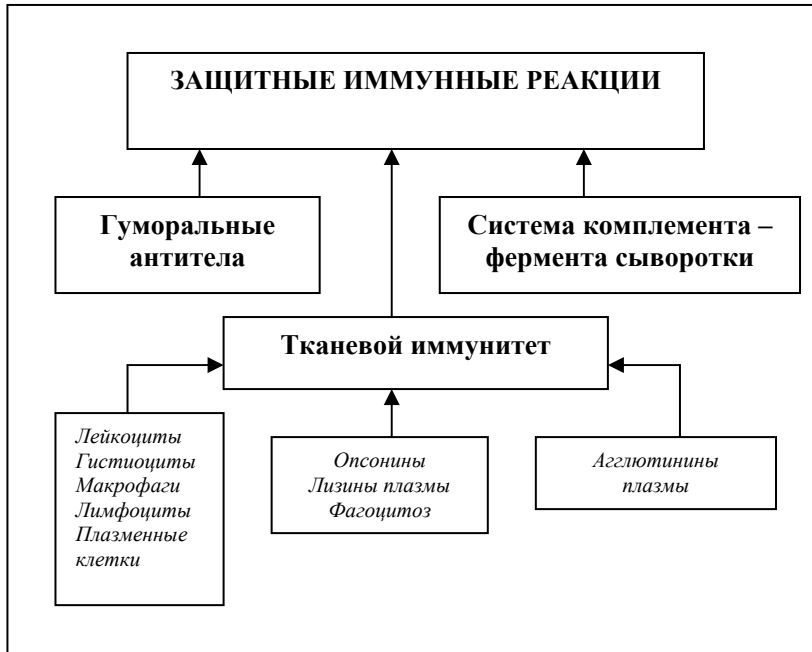 ЗАЩИТНЫЕ ИММУННЫЕ РЕАКЦИИ
Гуморальные
антитела
Система комплемента –
фермента сыворотки
Тканевой иммунитет
Лейкоциты
Гистиоциты
Макрофаги
Лимфоциты
Плазменные
клетки
Опсонины
Лизины плазмы
Фагоцитоз
Агглютинины
плазмы